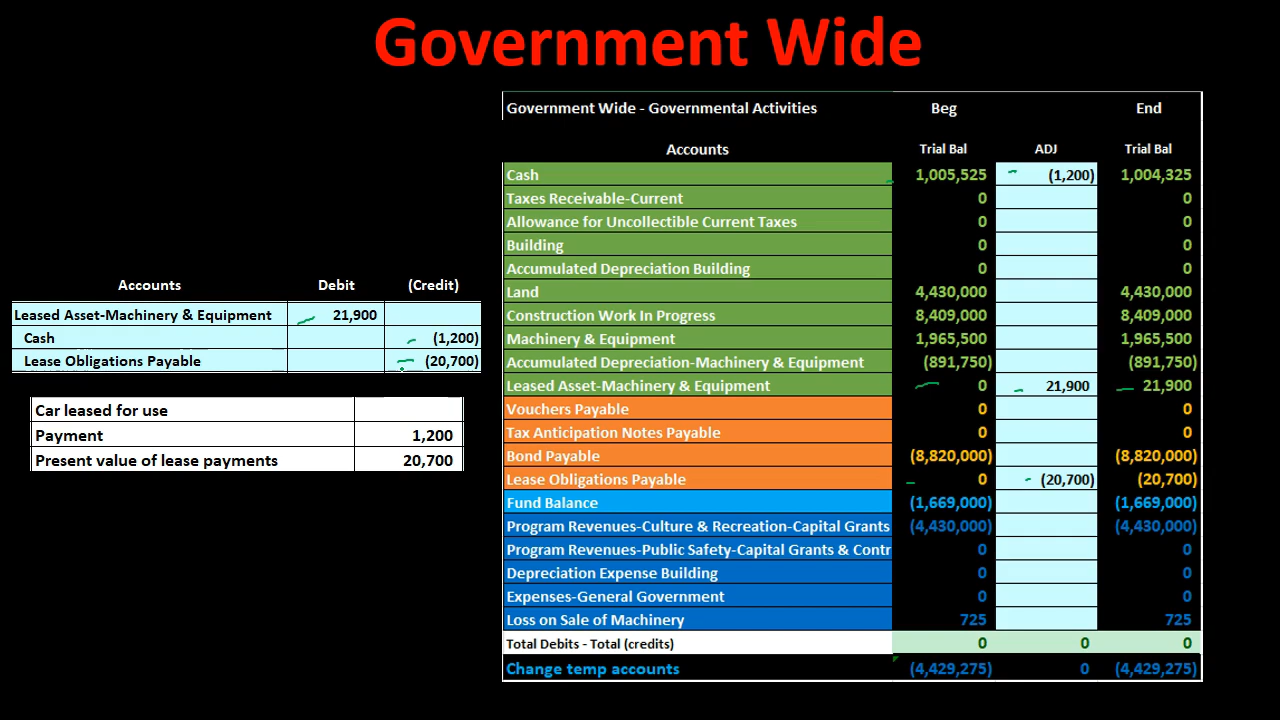 Government Wide
Accounts Debit (Credit)
Leased Asset-Machinery & Equipment 21,900
Cash (1,200)
Lease Obligations Payable (20,700)
Car leased for use
Payment 1,200
Present value of lease payments 20,700
Government Wide - Governmental Activities Beg End
Accounts Trial Bal ADJ Trial Bal
Cash 1,005,525 (1,200) 1,004,325
Taxes Receivable-Current 0 0
Allowance for Uncollectible Current Taxes 0 0
Building 0 0
Accumulated Depreciation Building 0 0
Land 4,430,000 4,430,000
Construction Work In Progress 8,409,000 8,409,000
Machinery & Equipment 1,965,500 1,965,500
Accumulated Depreciation-Machinery & Equipment (891,750) (891,750)
Leased Asset-Machinery & Equipment 0 21,900 21,900
Vouchers Payable 0 0
Tax Anticipation Notes Payable 0 0
Bond Payable (8,820,000) (8,820,000)
Lease Obligations Payable 0 (20,700) (20,700)
Fund Balance (1,669,000) (1,669,000)
Program Revenues-Culture & Recreation-Capital Grants (4,430,000) (4,430,000)
Program Revenues-Public Safety-Capital Grants & Contr 0 0
Depreciation Expense Building 0 0
Expenses-General Government 0 0
Loss on Sale of Machinery 725 725
Total Debits - Total (credits) 0 0 0
Change temp accounts (4,429,275) 0 (4,429,275)